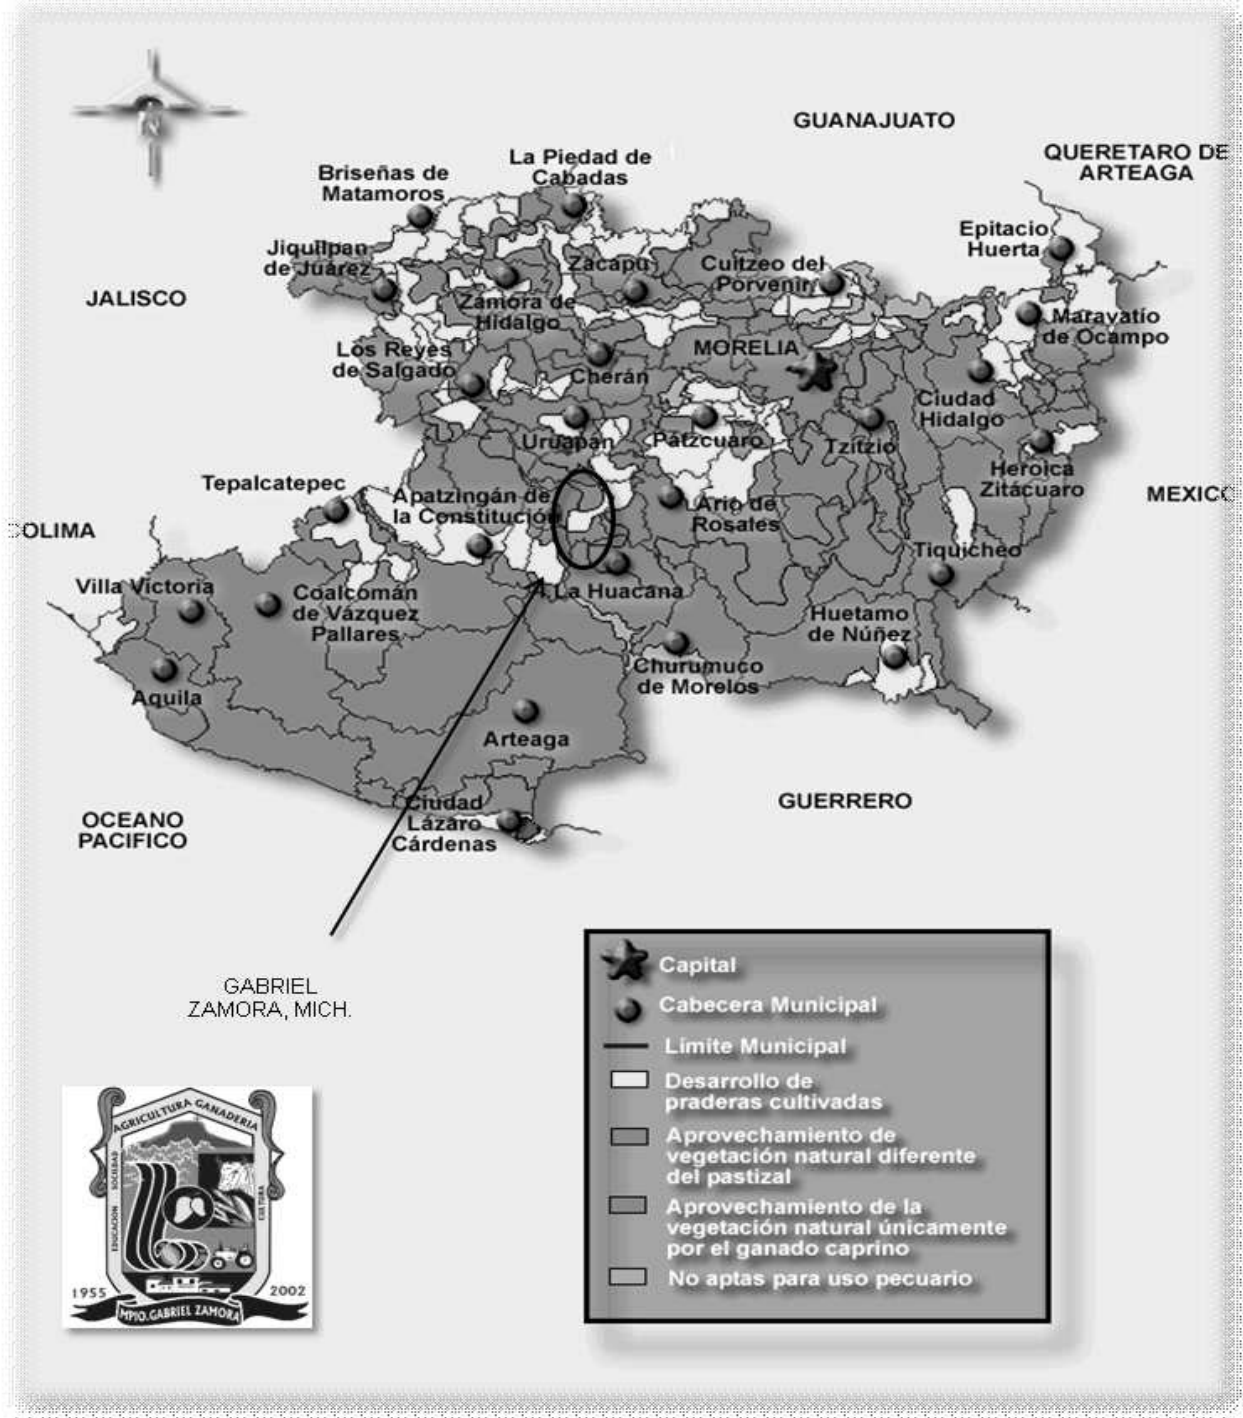 N
GUANAJUATO
QUERETARO DE
ARTEAGA
La Piedad de
Cabadas
Briseñas de
Matamoros
Epitacio
Huerta
Jiquilpan
de Juárez
Zacapu
Cuitzeo del
Porvenir
JALISCO
Zamora de
Hidalgo
Maravatío
de Ocampo
Los Reyes
de Salgado
MORELIA
Cherán
Ciudad
Hidalgo
Uruapan
Pátzcuaro
Tzitzio
Heroica
Zitácuaro
Tepalcatepec
Apatzingán de
la Constitución
Ario de
Rosales
MEXICO
COLIMA
Tiquicheo
Villa Victoria
Coalcomán
de Vázquez
Pallares
La Huacana
Huetamo
de Núñez
Aquila
Churumuco
de Morelos
Arteaga
OCEANO
PACIFICO
Ciudad
Lázaro
Cárdenas
GUERRERO
GABRIEL
ZAMORA, MICH.
Capital
Cabecera Municipal
Límite Municipal
Desarrollo de
praderas cultivadas
Aprovechamiento de
vegetación natural diferente
del pastizal
Aprovechamiento de la
vegetación natural únicamente
por el ganado caprino
No aptas para uso pecuario
AGRICULTURA GANADERIA
EDUCACION SOCIEDAD
CULTURA
1955
2002
MPIO. GABRIEL ZAMORA